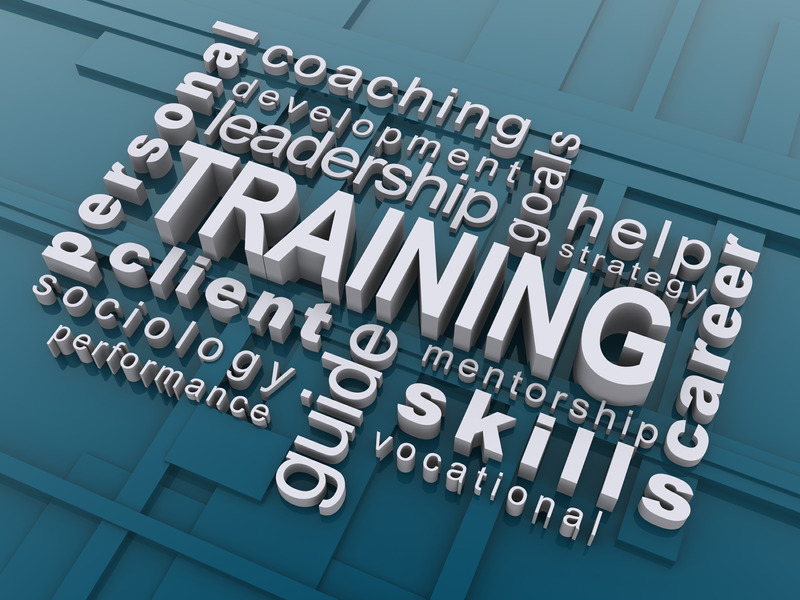 personal
coaching
development
leadership
goals
TRAINING
help
strategy
career
client
sociology
performance
guide
mentorship
skills
vocational